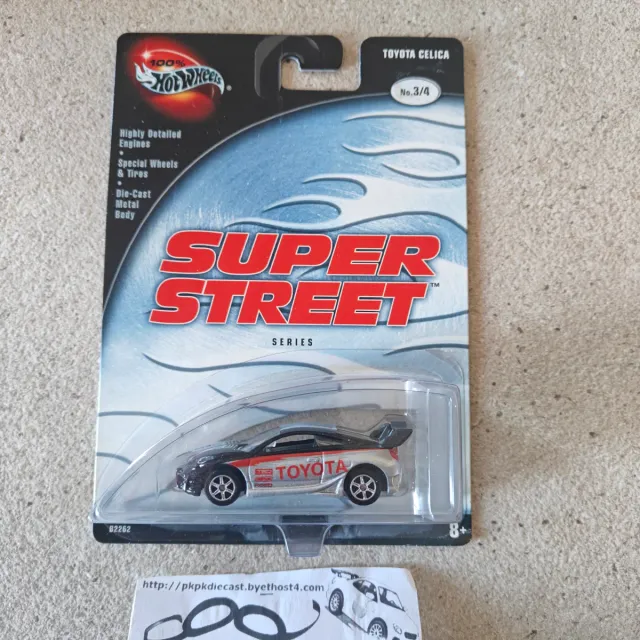 100%
Hot Wheels
TOYOTA CELICA
No.3/4
Highly Detailed
Engines
•
Special Wheels
& Tires
•
Die-Cast
Metal
Body
SUPER
STREET™
SERIES
TOYOTA
B2262
8+
http://pkpkdiecast.byethost4.com